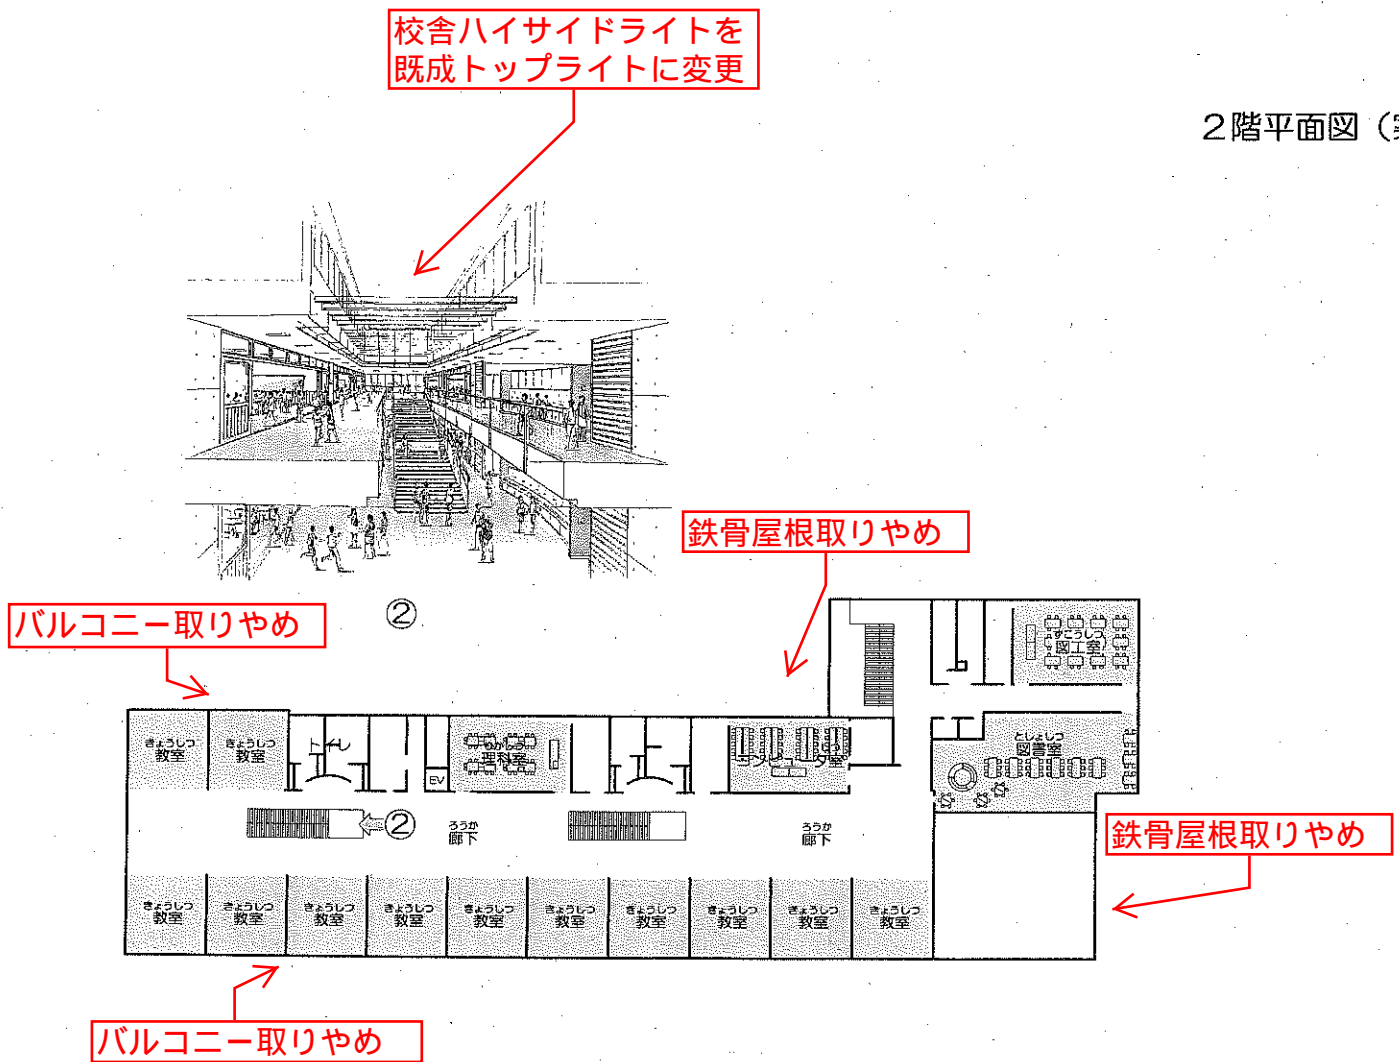 校舎ハイサイドライトを
既成トップライトに変更
2階平面図（
鉄骨屋根取りやめ
②
バルコニー取りやめ
ずこうしつ
図工室
きょうしつ
教室
きょうしつ
教室
トイレ
EV
理科室
としょしつ
図書室
②
ろうか
廊下
ろうか
廊下
鉄骨屋根取りやめ
きょうしつ
教室
きょうしつ
教室
きょうしつ
教室
きょうしつ
教室
きょうしつ
教室
きょうしつ
教室
きょうしつ
教室
きょうしつ
教室
きょうしつ
教室
きょうしつ
教室
バルコニー取りやめ